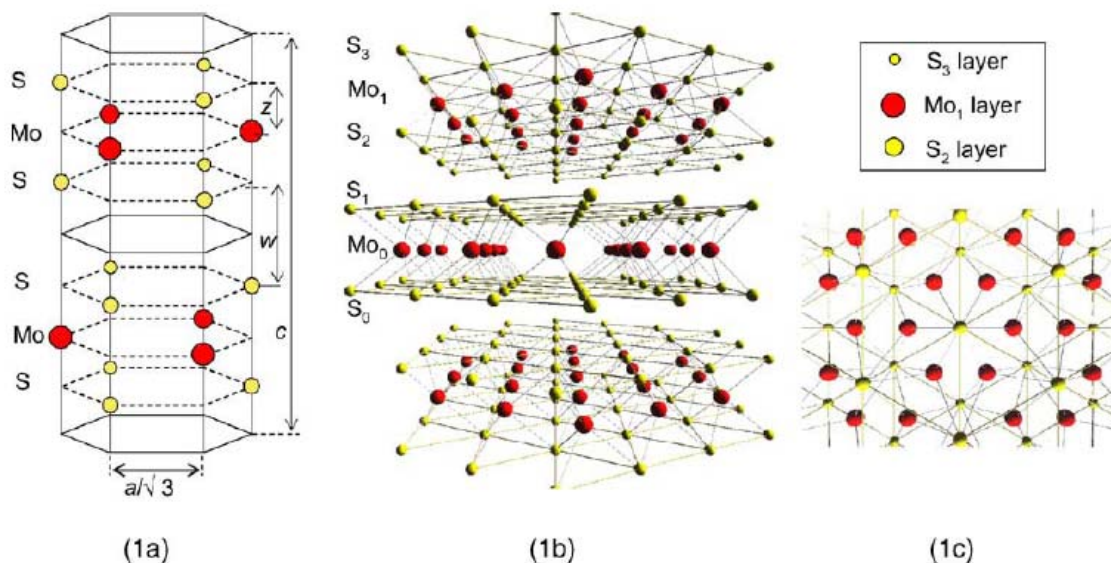 S
Mo
S
S
Mo
S
z
w
c
a/√3
(1a)
S₃
Mo₁
S₂
S₁
Mo₀
S₀
(1b)
S₃ layer
Mo₁ layer
S₂ layer
(1c)